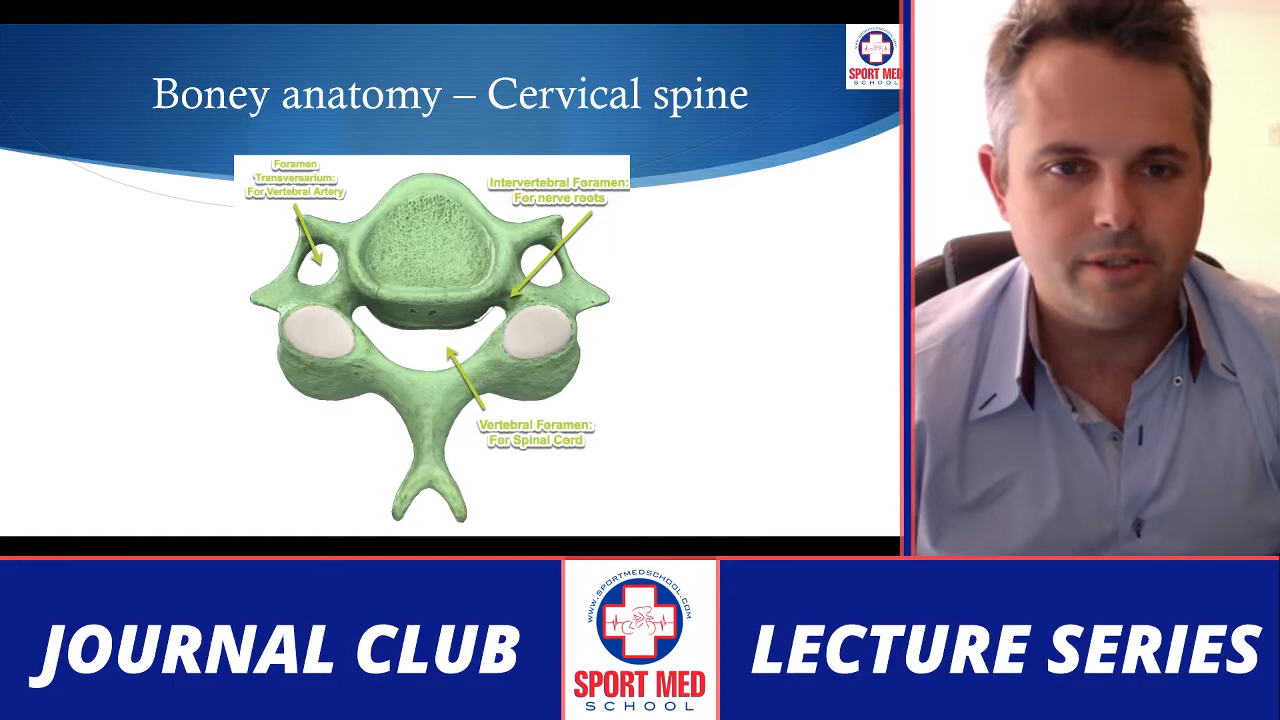 Boney anatomy – Cervical spine
SPORT MED
SCHOOL
Foramen
Transversarium:
For Vertebral Artery
Intervertebral Foramen:
For nerve roots
Vertebral Foramen:
For Spinal Cord
JOURNAL CLUB
WWW.SPORTMEDSCHOOL.COM
SPORT MED
SCHOOL
LECTURE SERIES